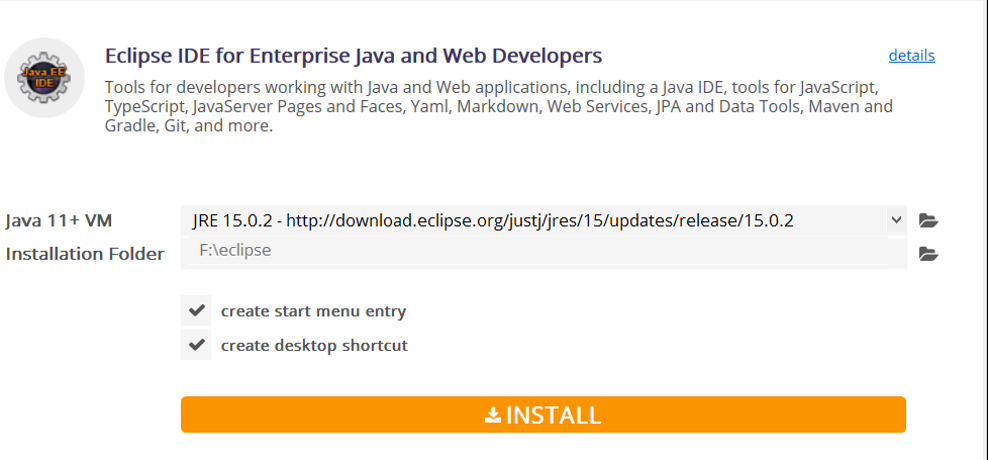 Java EE
IDE
Eclipse IDE for Enterprise Java and Web Developers
details
Tools for developers working with Java and Web applications, including a Java IDE, tools for JavaScript,
TypeScript, JavaServer Pages and Faces, Yaml, Markdown, Web Services, JPA and Data Tools, Maven and
Gradle, Git, and more.
Java 11+ VM
JRE 15.0.2 - http://download.eclipse.org/justj/jres/15/updates/release/15.0.2
Installation Folder
F:\eclipse
create start menu entry
create desktop shortcut
INSTALL